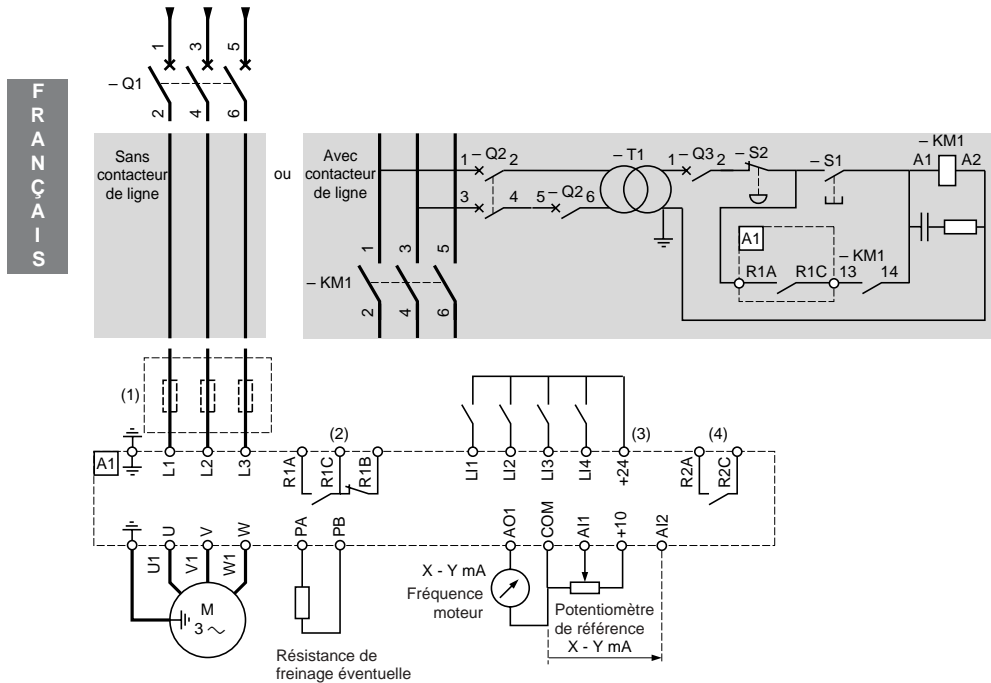 FRANÇAIS
1 3 5
– Q1
2 4 6
Sans
contacteur
de ligne
ou
Avec
contacteur
de ligne
1 – Q2 2
3 4 5 – Q2 6
– T1
1 – Q3 2
– S2
– S1
– KM1
A1 A2
A1
R1A R1C
– KM1
13 14
1 3 5
– KM1
2 4 6
(1)
(2)
(3)
(4)
A1
L1 L2 L3
R1A R1C R1B
LI1 LI2 LI3 LI4 +24
R2A R2C
U V W
PA PB
AO1 COM AI1 +10 AI2
U1 V1 W1
M
3
X - Y mA
Fréquence
moteur
Potentiomètre
de référence
X - Y mA
Résistance de
freinage éventuelle